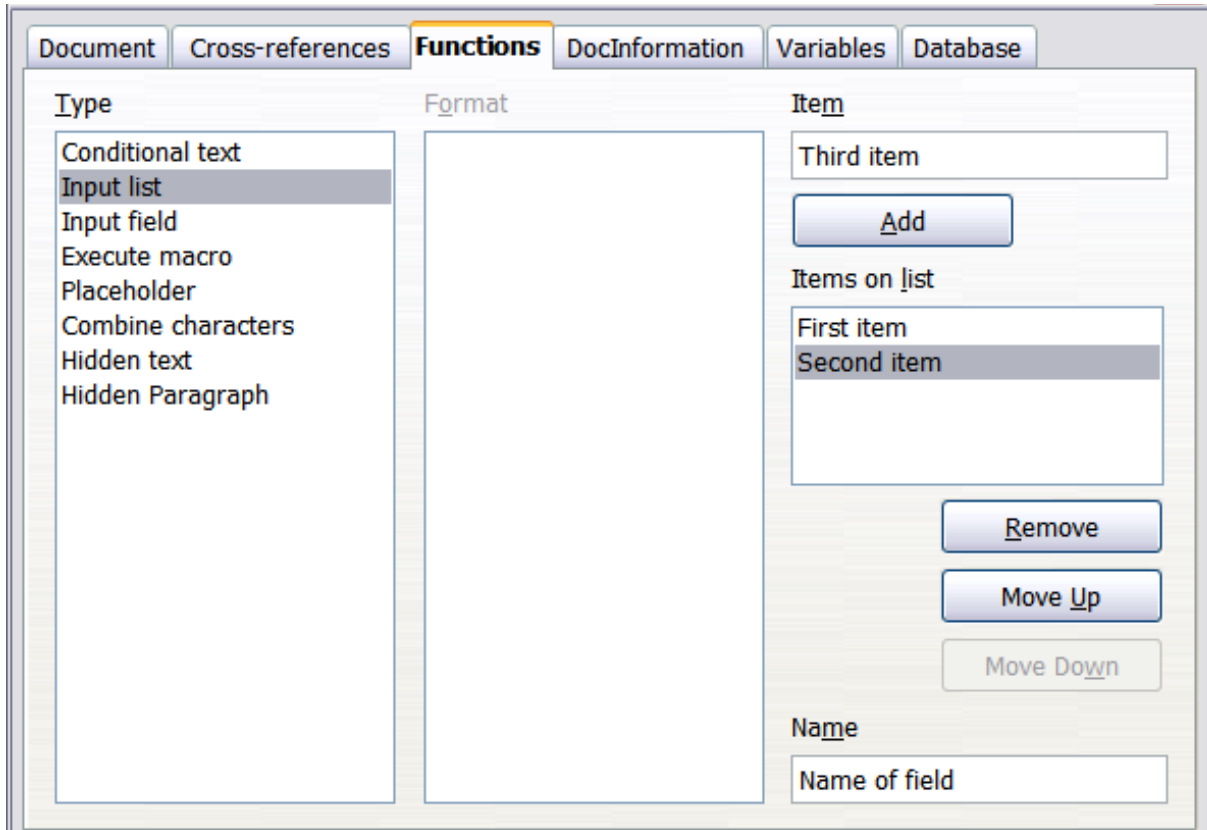 Document Cross-references Functions DocInformation Variables Database
Type
Conditional text
Input list
Input field
Execute macro
Placeholder
Combine characters
Hidden text
Hidden Paragraph
Format
Item
Third item
Add
Items on list
First item
Second item
Remove
Move Up
Move Down
Name
Name of field